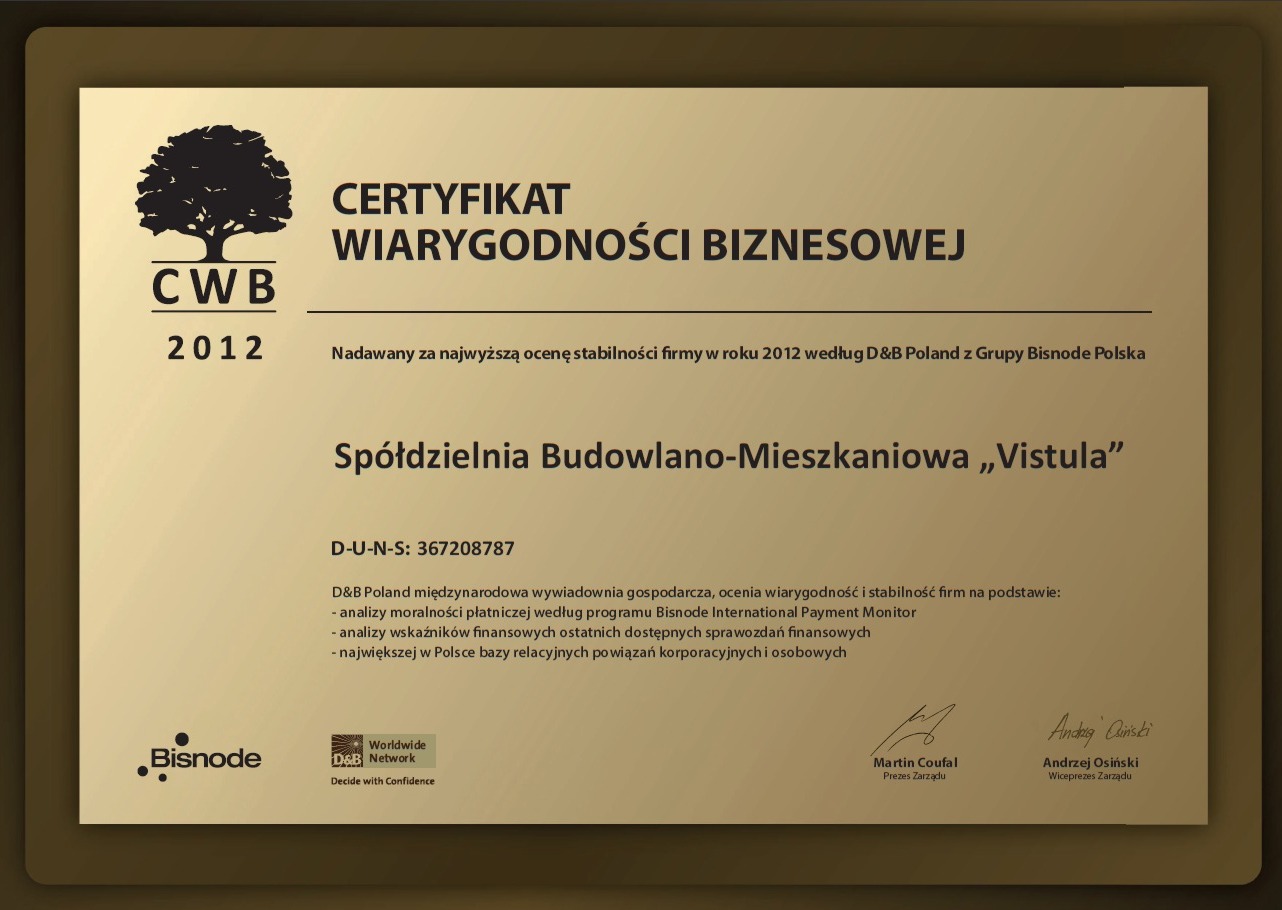 CERTYFIKAT
WIARYGODNOŚCI BIZNESOWEJ
CWB
2012
Nadawany za najwyższą ocenę stabilności firmy w roku 2012 według D&B Poland z Grupy Bisnode Polska
Spółdzielnia Budowlano-Mieszkaniowa „Vistula”
D-U-N-S: 367208787
D&B Poland międzynarodowa wywiadownia gospodarcza, ocenia wiarygodność i stabilność firm na podstawie:
- analizy moralności płatniczej według programu Bisnode International Payment Monitor
- analizy wskaźników finansowych ostatnich dostępnych sprawozdań finansowych
- największej w Polsce bazy relacyjnych powiązań korporacyjnych i osobowych
Bisnode
D&B
Worldwide
Network
Decide with Confidence
Martin Coufal
Prezes Zarządu
Andrzej Osiński
Andrzej Osiński
Wiceprezes Zarządu